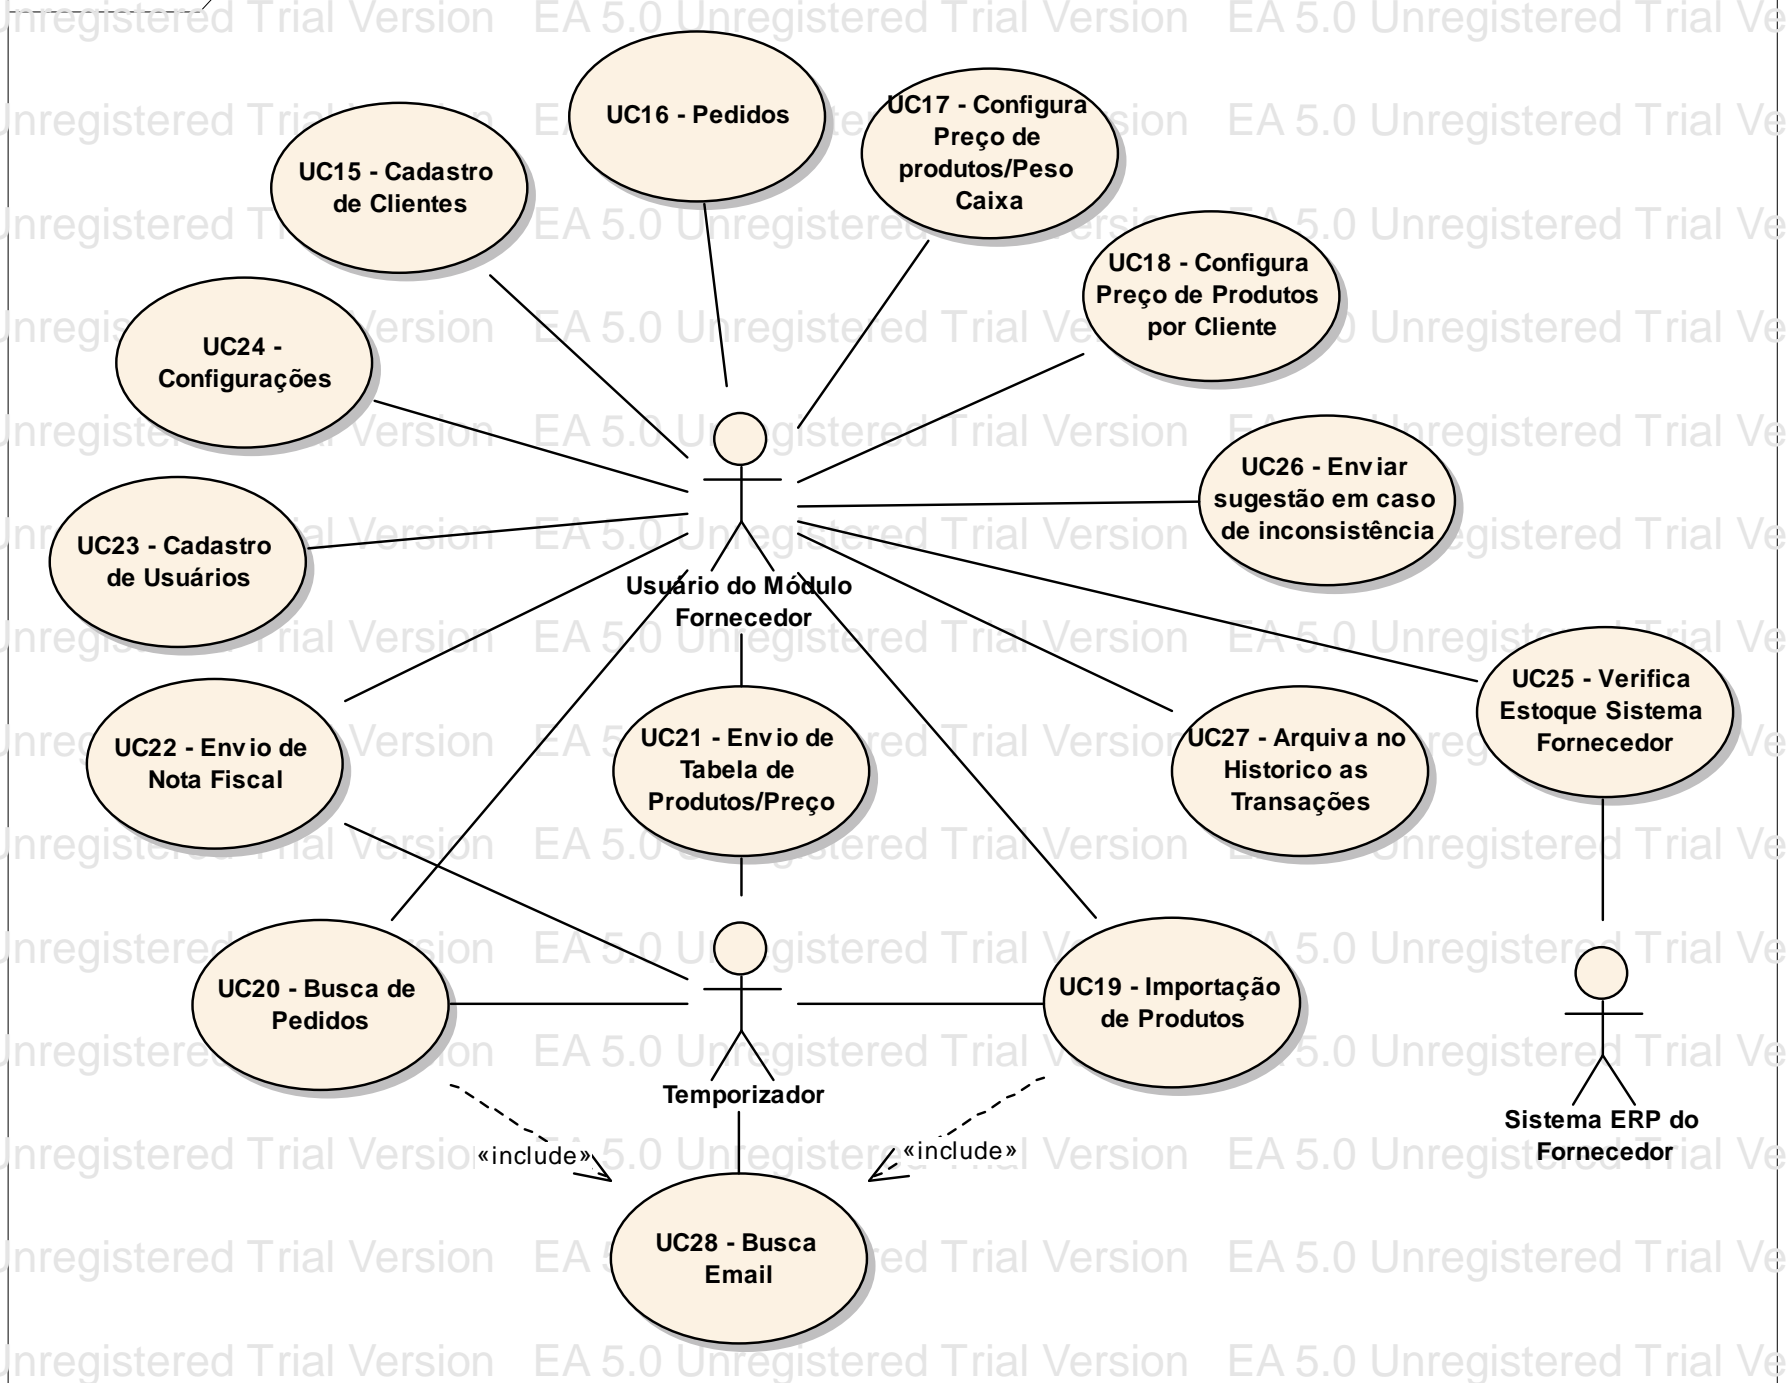 UC16 - Pedidos
UC17 - Configura
Preço de
produtos/Peso
Caixa
UC15 - Cadastro
de Clientes
UC18 - Configura
Preço de Produtos
por Cliente
UC24 -
Configurações
UC26 - Enviar
sugestão em caso
de inconsistência
UC23 - Cadastro
de Usuários
Usuário do Módulo
Fornecedor
UC25 - Verifica
Estoque Sistema
Fornecedor
UC22 - Envio de
Nota Fiscal
UC21 - Envio de
Tabela de
Produtos/Preço
UC27 - Arquiva no
Historico as
Transações
UC20 - Busca de
Pedidos
UC19 - Importação
de Produtos
Temporizador
Sistema ERP do
Fornecedor
«include»
«include»
UC28 - Busca
Email
EA 5.0 Unregistered Trial Version